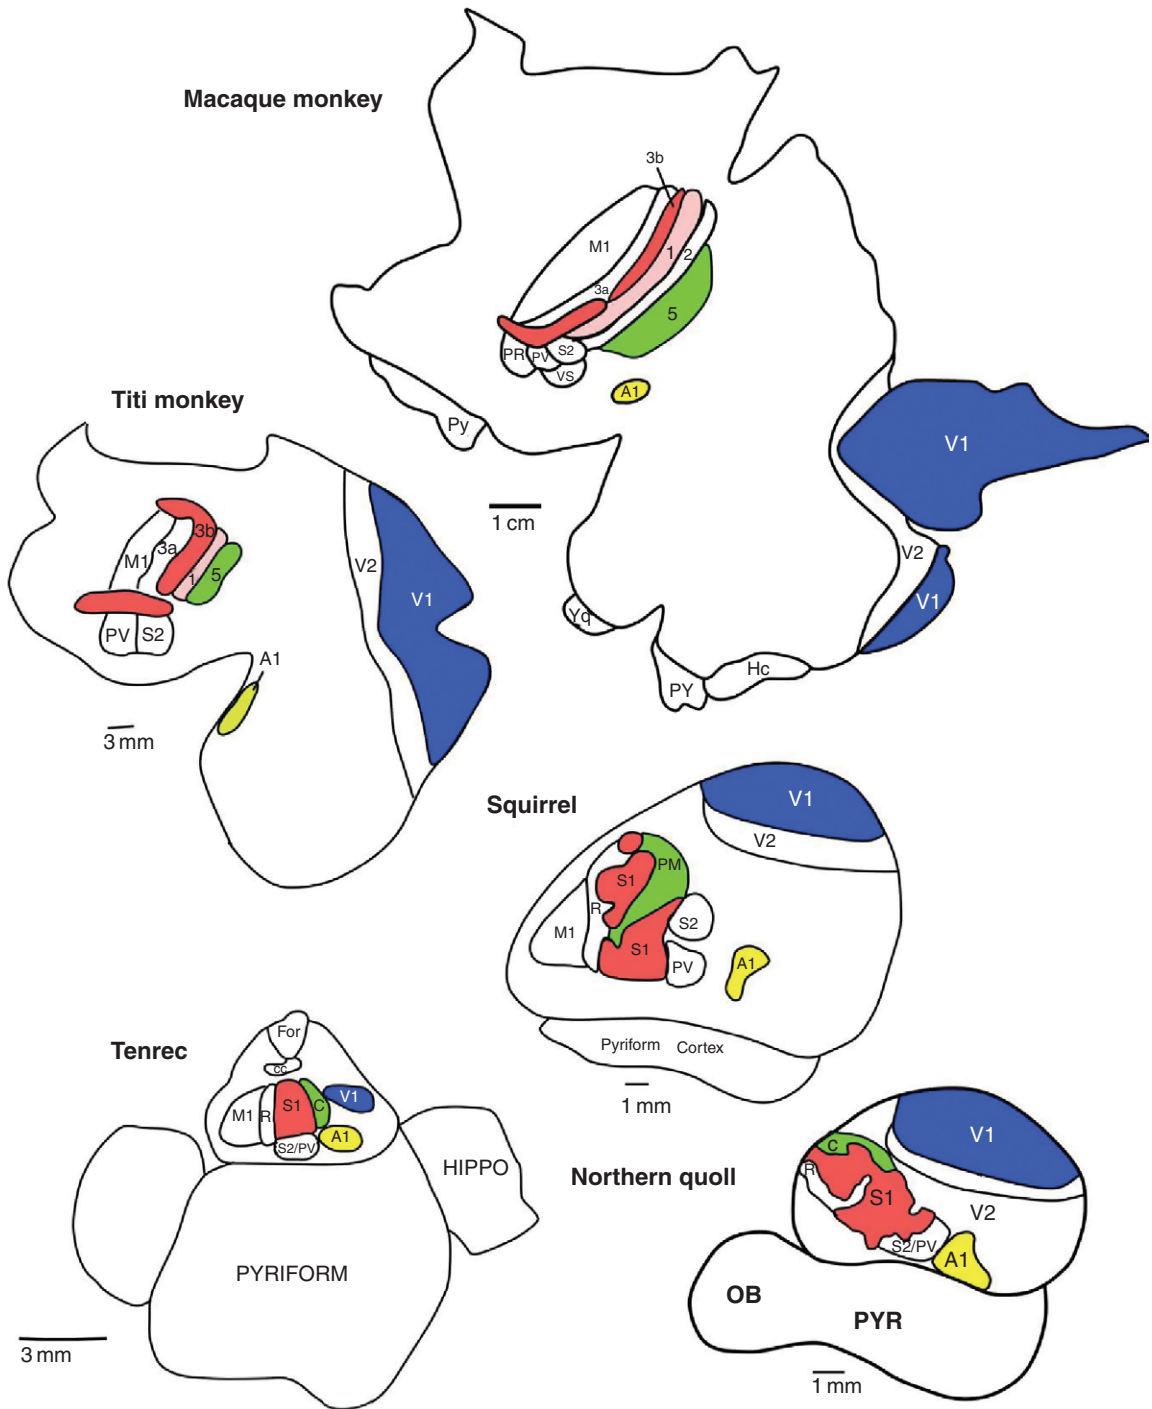 Macaque monkey
3b
M1
1
2
3a
5
PR
PV
S2
VS
A1
Py
V1
1 cm
V2
V1
Yq
PY
Hc
Titi monkey
3b
3a
M1
1
5
PV
S2
V2
V1
A1
3 mm
Squirrel
V1
V2
PM
S1
R
M1
S2
S1
PV
A1
Pyriform Cortex
1 mm
Tenrec
For
cc
M1
R
S1
C
V1
S2/PV
A1
HIPPO
PYRIFORM
3 mm
Northern quoll
V1
C
R
S1
V2
S2/PV
A1
OB
PYR
1 mm